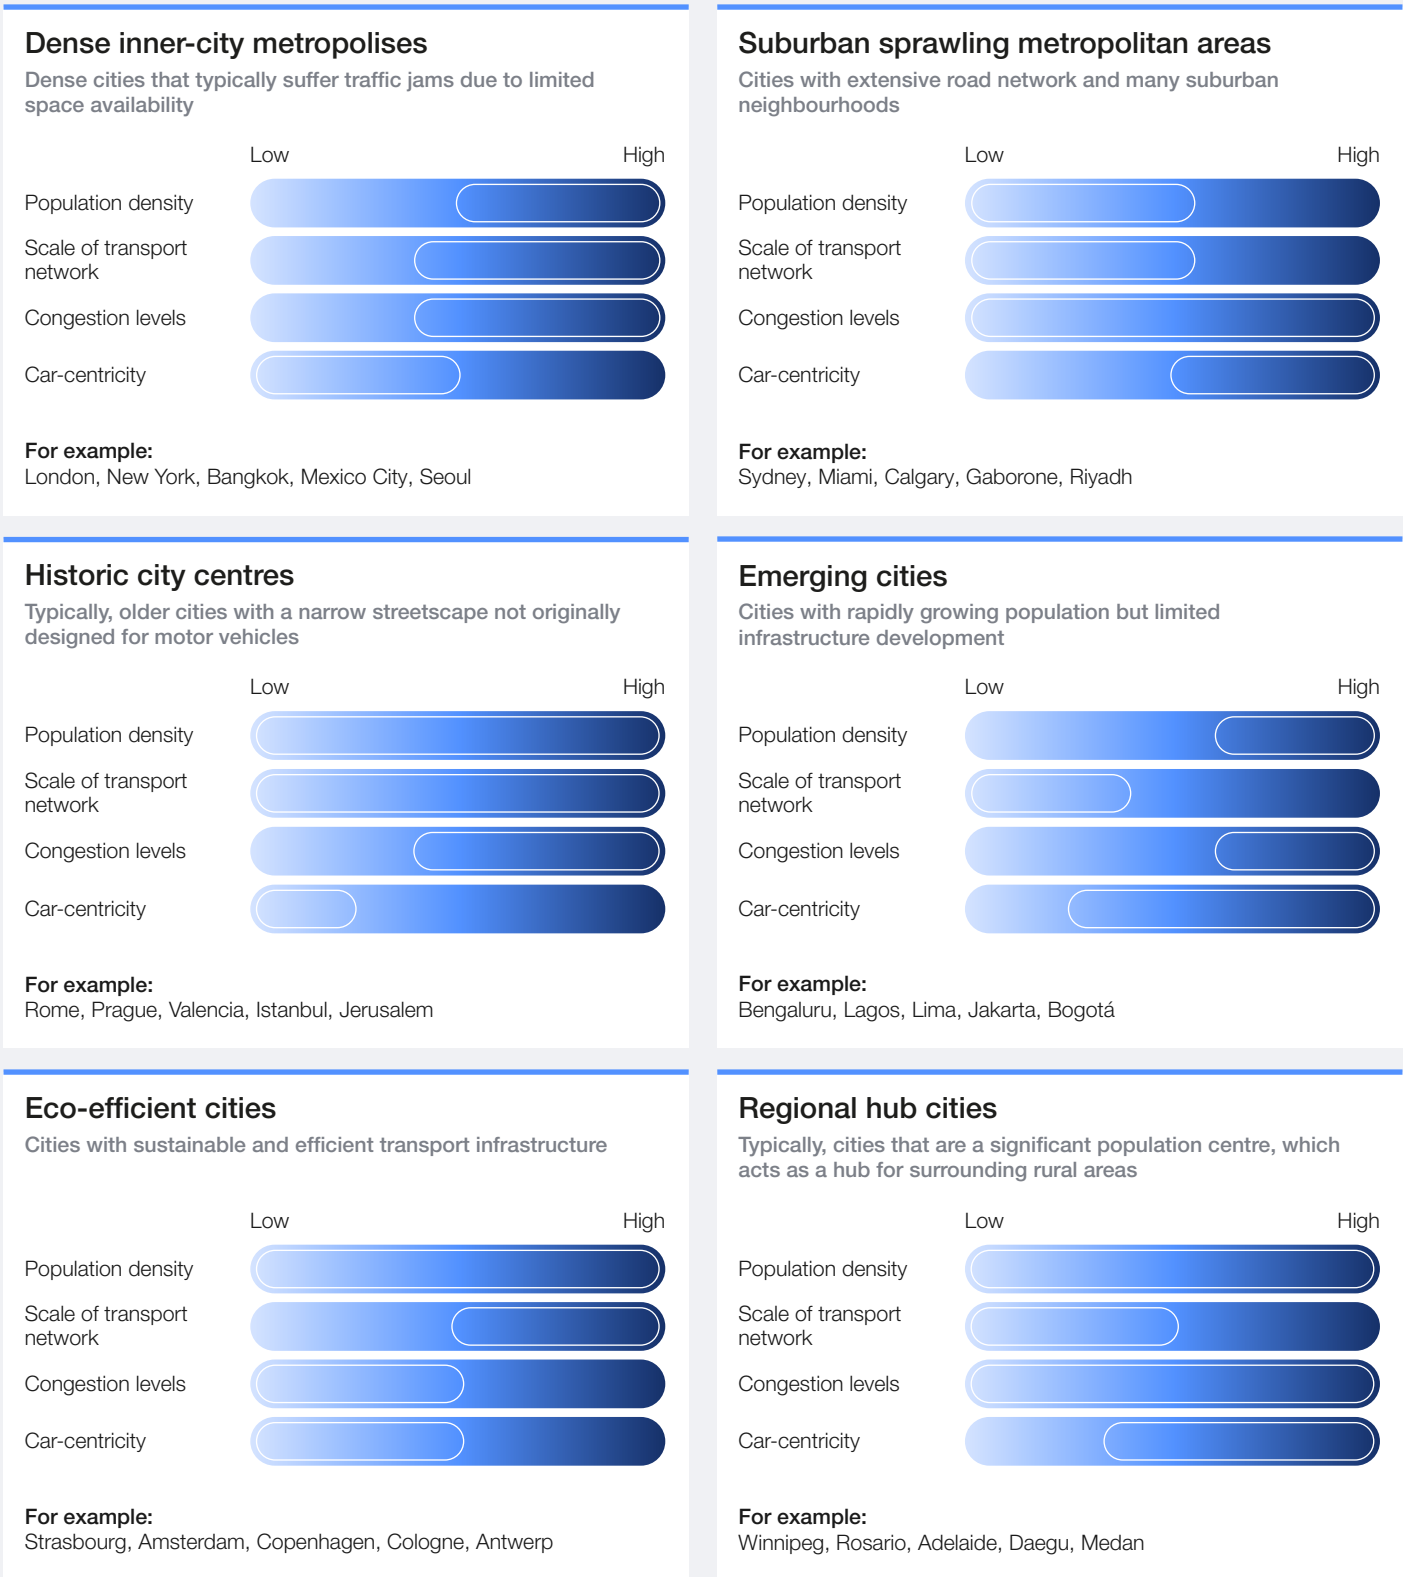 Dense inner-city metropolises
Dense cities that typically suffer traffic jams due to limited
space availability
Low High
Population density
Scale of transport
network
Congestion levels
Car-centricity
For example:
London, New York, Bangkok, Mexico City, Seoul
Suburban sprawling metropolitan areas
Cities with extensive road network and many suburban
neighbourhoods
Low High
Population density
Scale of transport
network
Congestion levels
Car-centricity
For example:
Sydney, Miami, Calgary, Gaborone, Riyadh
Historic city centres
Typically, older cities with a narrow streetscape not originally
designed for motor vehicles
Low High
Population density
Scale of transport
network
Congestion levels
Car-centricity
For example:
Rome, Prague, Valencia, Istanbul, Jerusalem
Emerging cities
Cities with rapidly growing population but limited
infrastructure development
Low High
Population density
Scale of transport
network
Congestion levels
Car-centricity
For example:
Bengaluru, Lagos, Lima, Jakarta, Bogotá
Eco-efficient cities
Cities with sustainable and efficient transport infrastructure
Low High
Population density
Scale of transport
network
Congestion levels
Car-centricity
For example:
Strasbourg, Amsterdam, Copenhagen, Cologne, Antwerp
Regional hub cities
Typically, cities that are a significant population centre, which
acts as a hub for surrounding rural areas
Low High
Population density
Scale of transport
network
Congestion levels
Car-centricity
For example:
Winnipeg, Rosario, Adelaide, Daegu, Medan